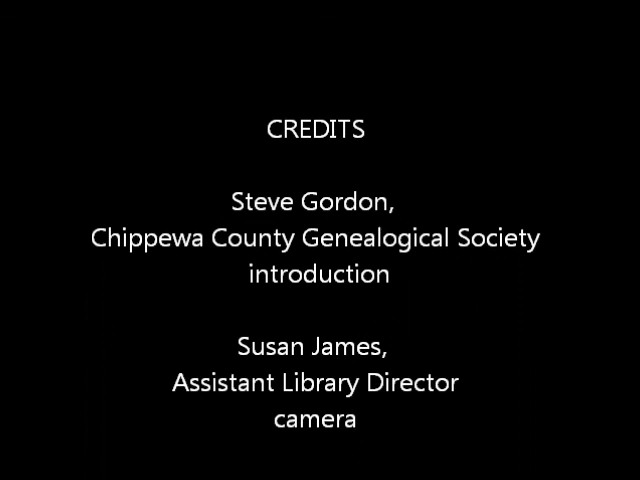 CREDITS
Steve Gordon,
Chippewa County Genealogical Society
introduction
Susan James,
Assistant Library Director
camera